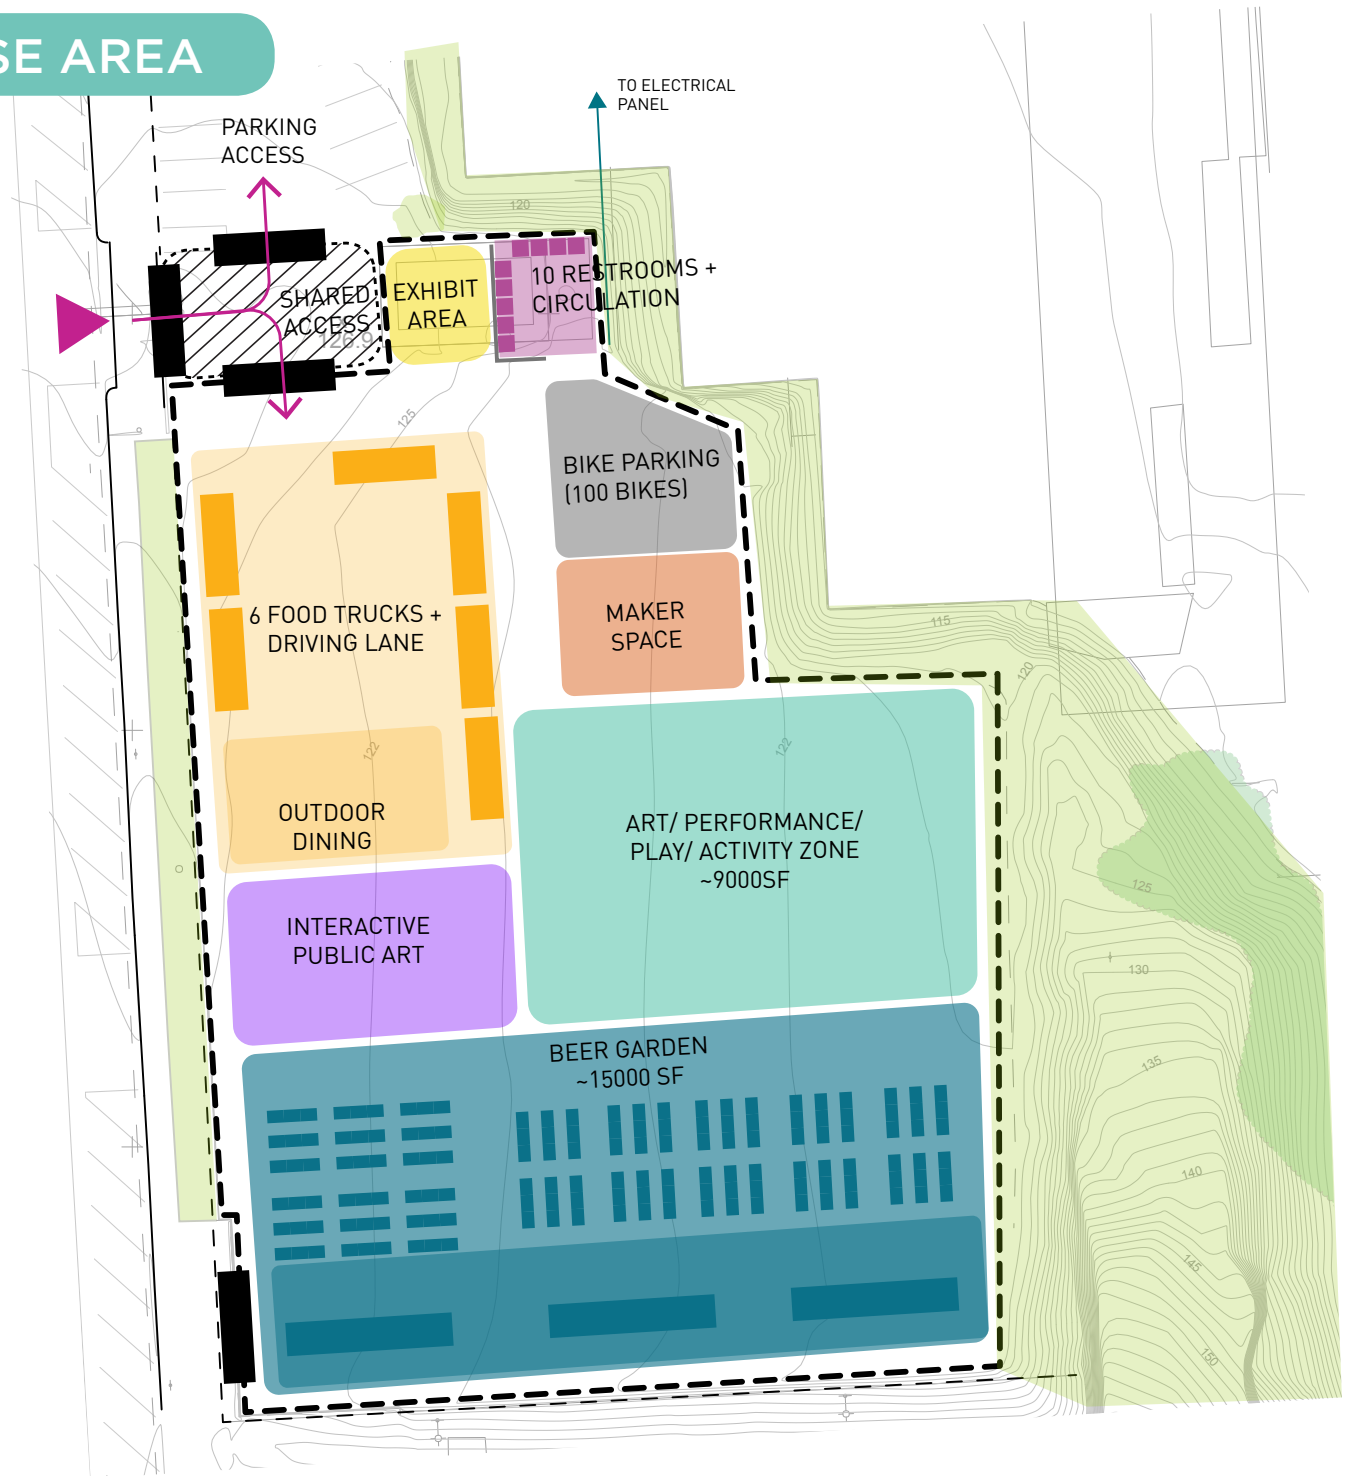 SE AREA
TO ELECTRICAL
PANEL
PARKING
ACCESS
120
SHARED
ACCESS
126.9
EXHIBIT
AREA
10 RESTROOMS +
CIRCULATION
125
BIKE PARKING
(100 BIKES)
6 FOOD TRUCKS +
DRIVING LANE
MAKER
SPACE
115
120
122
122
OUTDOOR
DINING
ART/ PERFORMANCE/
PLAY/ ACTIVITY ZONE
~9000SF
125
INTERACTIVE
PUBLIC ART
130
BEER GARDEN
~15000 SF
135
140
145
150